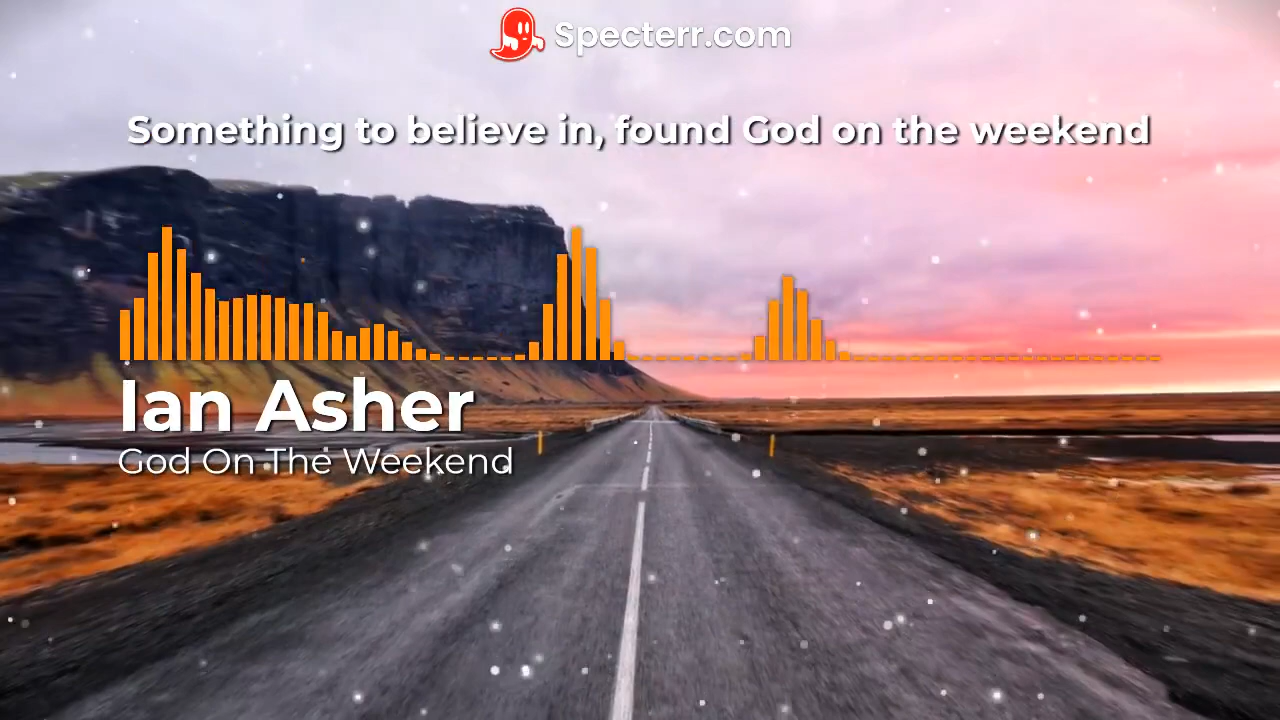 Specterr.com
Something to believe in, found God on the weekend
Ian Asher
God On The Weekend